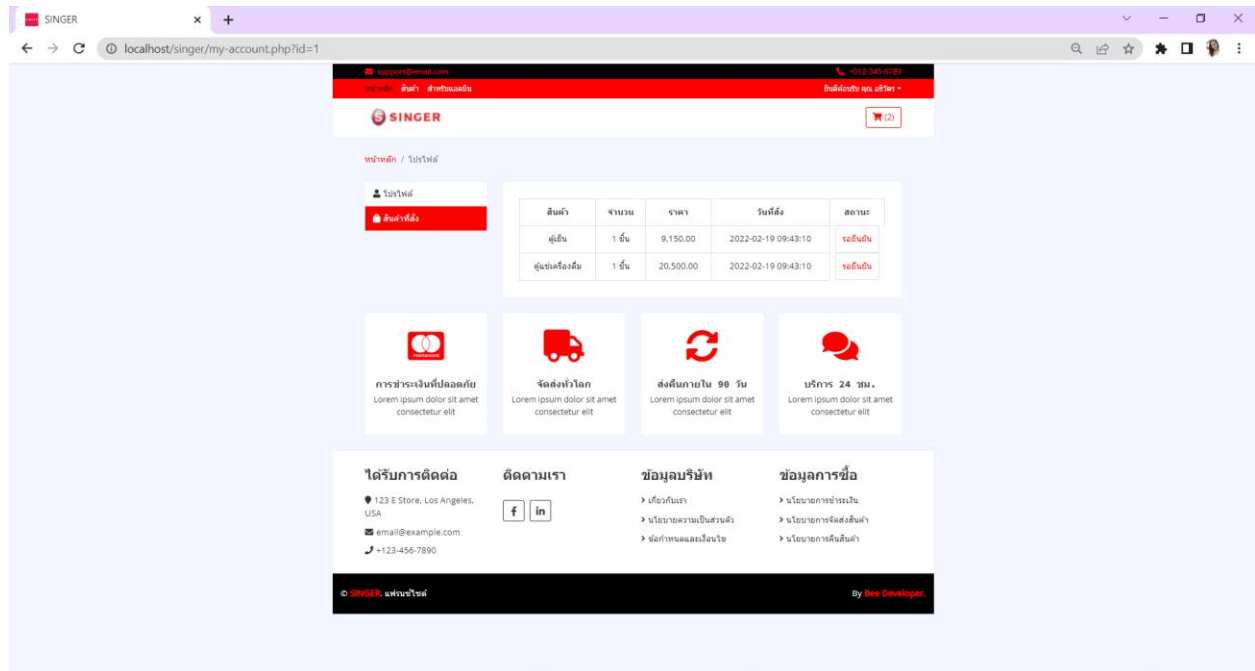 SINGER
localhost/singer/my-account.php?id=1
support@email.com +012-345-6789
หน้าหลัก สินค้า สำหรับแอดมิน ยินดีต้อนรับ คุณ
SINGER (2)
หน้าหลัก / โปรไฟล์
โปรไฟล์
สินค้าที่สั่ง
สินค้า จำนวน ราคา วันที่สั่ง สถานะ
ตู้เย็น 1 ชิ้น 9,150.00 2022-02-19 09:43:10 รอยืนยัน
ตู้แช่เครื่องดื่ม 1 ชิ้น 20,500.00 2022-02-19 09:43:10 รอยืนยัน
mastercard
การชำระเงินที่ปลอดภัย
Lorem ipsum dolor sit amet
consectetur elit
จัดส่งทั่วโลก
Lorem ipsum dolor sit amet
consectetur elit
ส่งคืนภายใน 90 วัน
Lorem ipsum dolor sit amet
consectetur elit
บริการ 24 ชม.
Lorem ipsum dolor sit amet
consectetur elit
ได้รับการติดต่อ
123 E Store, Los Angeles,
USA
email@example.com
+123-456-7890
ติดตามเรา
f in
ข้อมูลบริษัท
เกี่ยวกับเรา
นโยบายความเป็นส่วนตัว
ข้อกำหนดและเงื่อนไข
ข้อมูลการซื้อ
นโยบายการชำระเงิน
นโยบายการจัดส่งสินค้า
นโยบายการคืนสินค้า
© SINGER. แฟรนชไชส์ By Bee Developer.